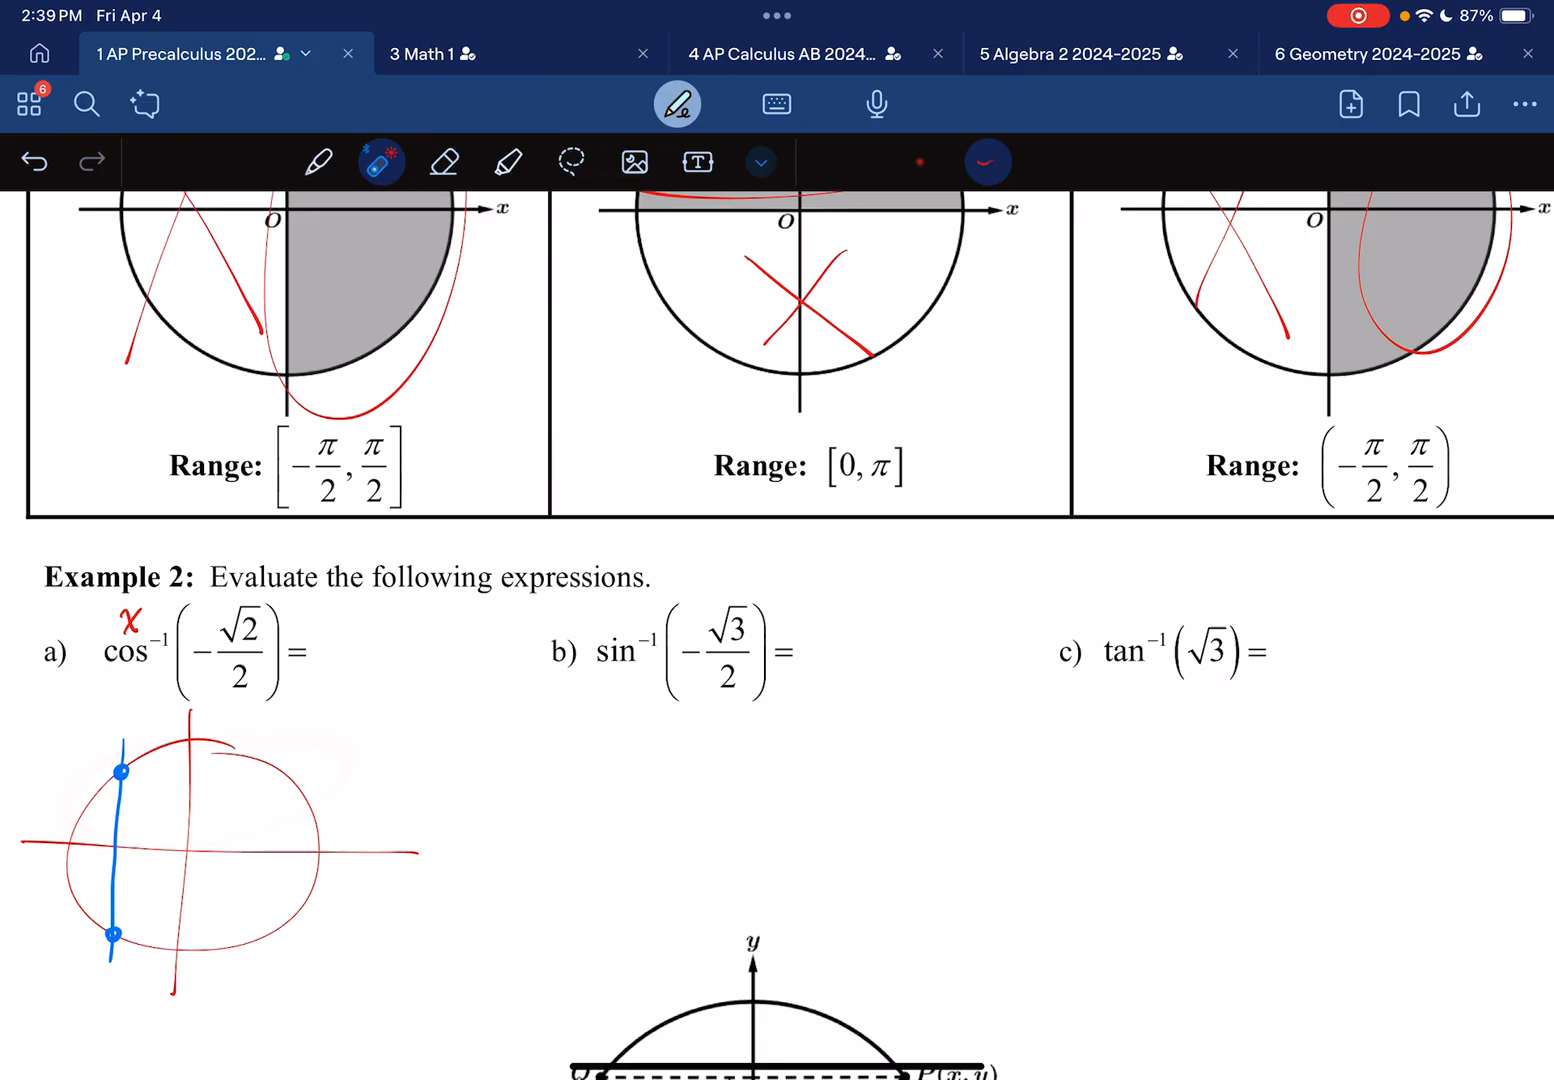 2:39 PM Fri Apr 4
87%
1 AP Precalculus 202...
3 Math 1
4 AP Calculus AB 2024...
5 Algebra 2 2024-2025
6 Geometry 2024-2025
6
T
O x
O x
O x
Range: [-π/2, π/2]
Range: [0, π]
Range: (-π/2, π/2)
Example 2: Evaluate the following expressions.
x
a) cos⁻¹(-√2/2) =
b) sin⁻¹(-√3/2) =
c) tan⁻¹(√3) =
y
P(x, y)